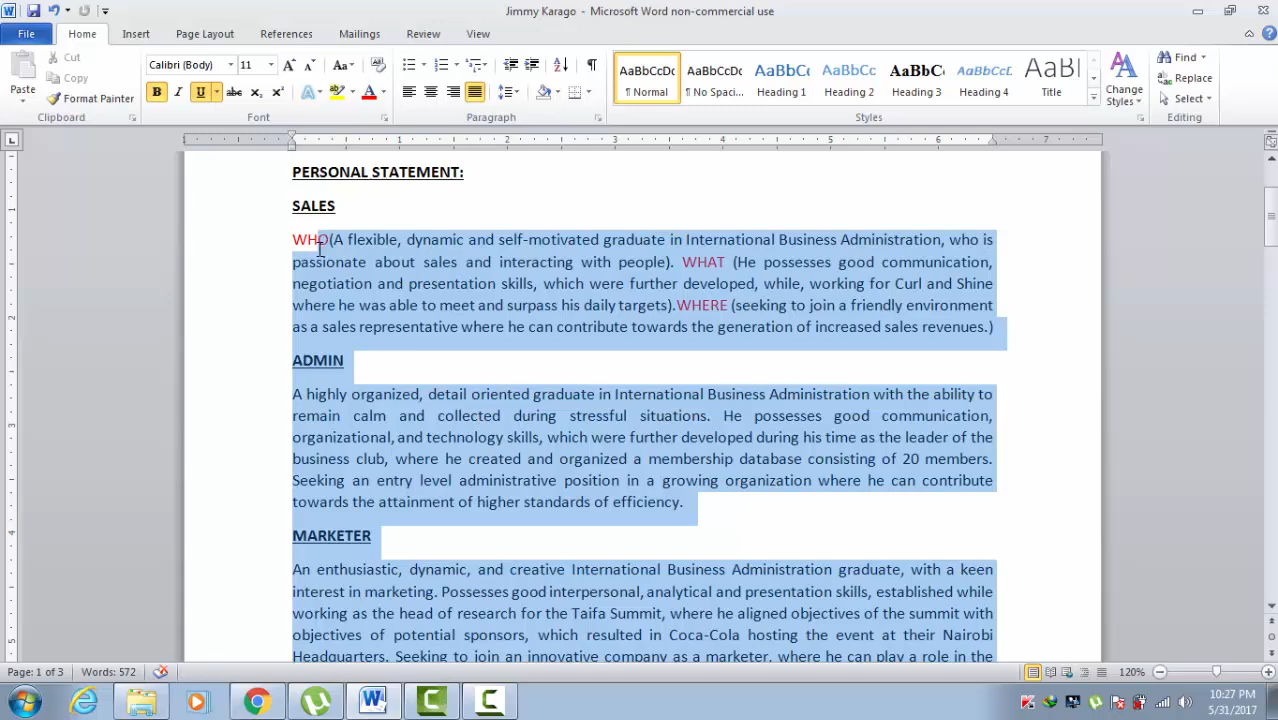 Jimmy Karago - Microsoft Word non-commercial use
File Home Insert Page Layout References Mailings Review View
Paste
Cut
Copy
Format Painter
Clipboard
Calibri (Body) 11
Font
Paragraph
AaBbCcDc AaBbCcDc AaBbC AaBbCc AaBbCc AaBbCcI AaBI
¶ Normal ¶ No Spaci... Heading 1 Heading 2 Heading 3 Heading 4 Title
Change
Styles
Styles
Find
Replace
Select
Editing
1 2 3 4 5 6 7
PERSONAL STATEMENT:
SALES
WHO(A flexible, dynamic and self-motivated graduate in International Business Administration, who is
passionate about sales and interacting with people). WHAT (He possesses good communication,
negotiation and presentation skills, which were further developed, while, working for Curl and Shine
where he was able to meet and surpass his daily targets).WHERE (seeking to join a friendly environment
as a sales representative where he can contribute towards the generation of increased sales revenues.)
ADMIN
A highly organized, detail oriented graduate in International Business Administration with the ability to
remain calm and collected during stressful situations. He possesses good communication,
organizational, and technology skills, which were further developed during his time as the leader of the
business club, where he created and organized a membership database consisting of 20 members.
Seeking an entry level administrative position in a growing organization where he can contribute
towards the attainment of higher standards of efficiency.
MARKETER
An enthusiastic, dynamic, and creative International Business Administration graduate, with a keen
interest in marketing. Possesses good interpersonal, analytical and presentation skills, established while
working as the head of research for the Taifa Summit, where he aligned objectives of the summit with
objectives of potential sponsors, which resulted in Coca-Cola hosting the event at their Nairobi
Headquarters. Seeking to join an innovative company as a marketer, where he can play a role in the
Page: 1 of 3 Words: 572 120%
10:27 PM
5/31/2017